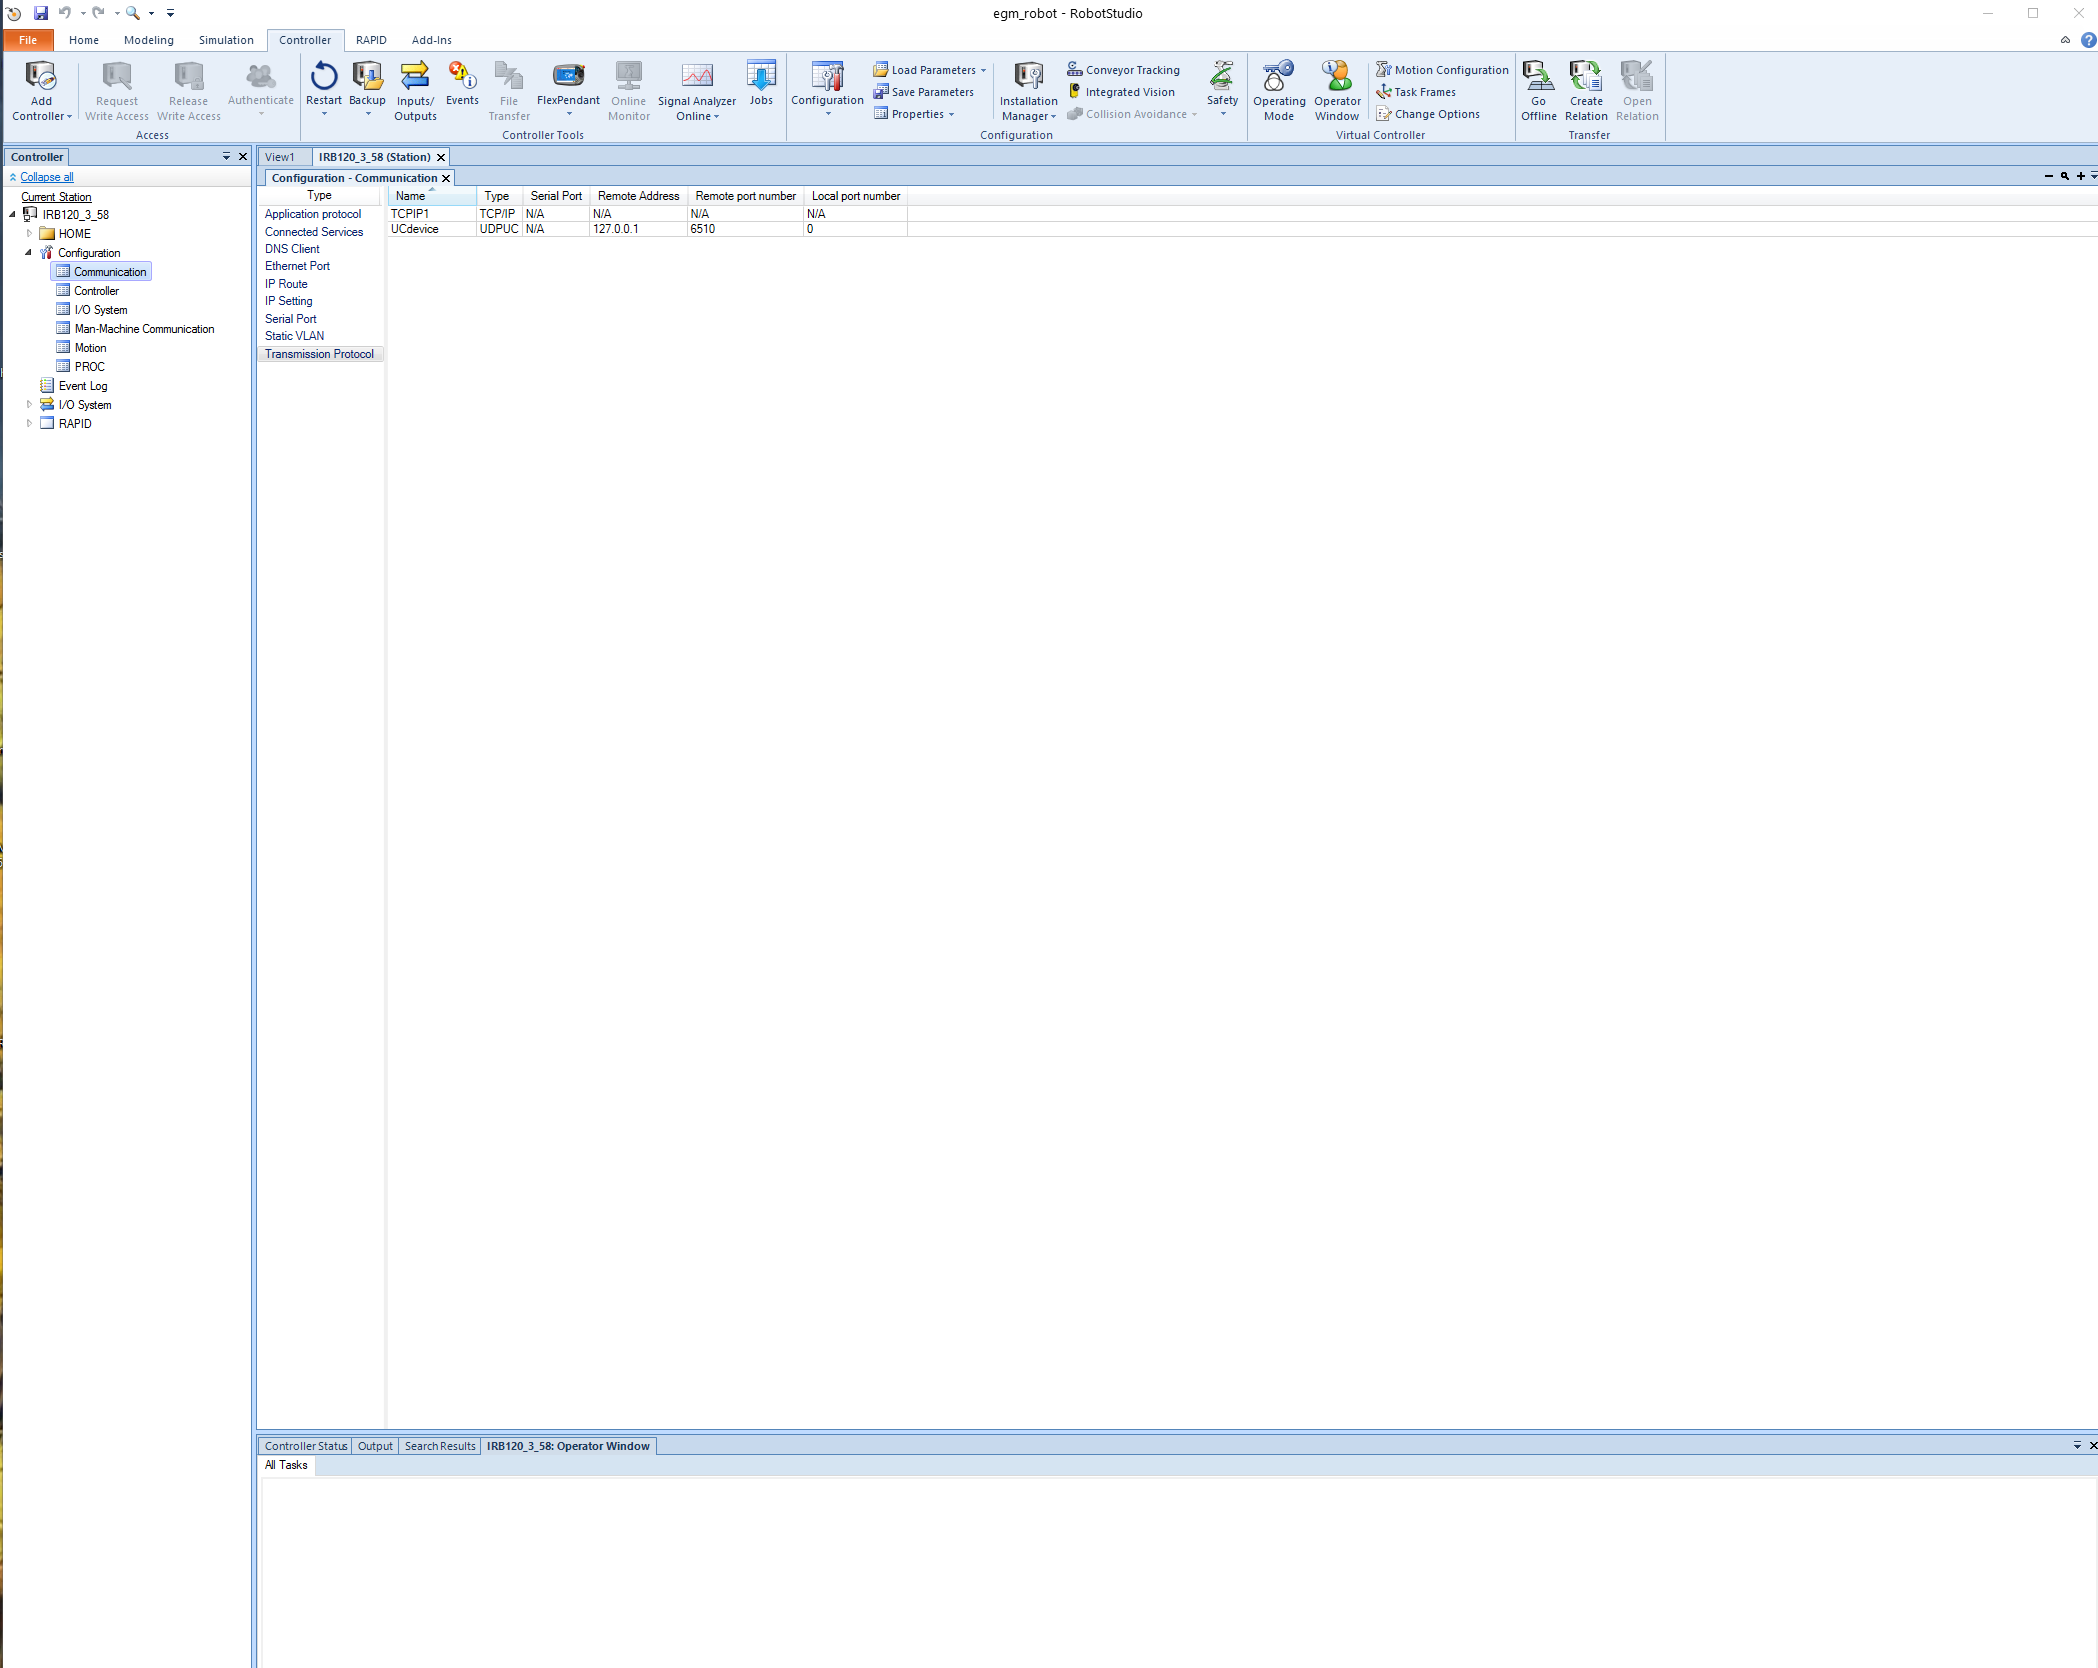 egm_robot - RobotStudio
File Home Modeling Simulation Controller RAPID Add-Ins
Add Controller
Request Write Access
Release Write Access
Authenticate
Access
Restart
Backup
Inputs/ Outputs
Events
File Transfer
FlexPendant
Online Monitor
Signal Analyzer Online
Jobs
Controller Tools
Configuration
Load Parameters
Save Parameters
Properties
Installation Manager
Conveyor Tracking
Integrated Vision
Collision Avoidance
Safety
Configuration
Operating Mode
Operator Window
Motion Configuration
Task Frames
Change Options
Virtual Controller
Go Offline
Create Relation
Open Relation
Transfer
Controller
Collapse all
Current Station
IRB120_3_58
HOME
Configuration
Communication
Controller
I/O System
Man-Machine Communication
Motion
PROC
Event Log
I/O System
RAPID
View1 IRB120_3_58 (Station)
Configuration - Communication
Type
Application protocol
Connected Services
DNS Client
Ethernet Port
IP Route
IP Setting
Serial Port
Static VLAN
Transmission Protocol
Name Type Serial Port Remote Address Remote port number Local port number
TCPIP1 TCP/IP N/A N/A N/A N/A
UCdevice UDPUC N/A 127.0.0.1 6510 0
Controller Status Output Search Results IRB120_3_58: Operator Window
All Tasks